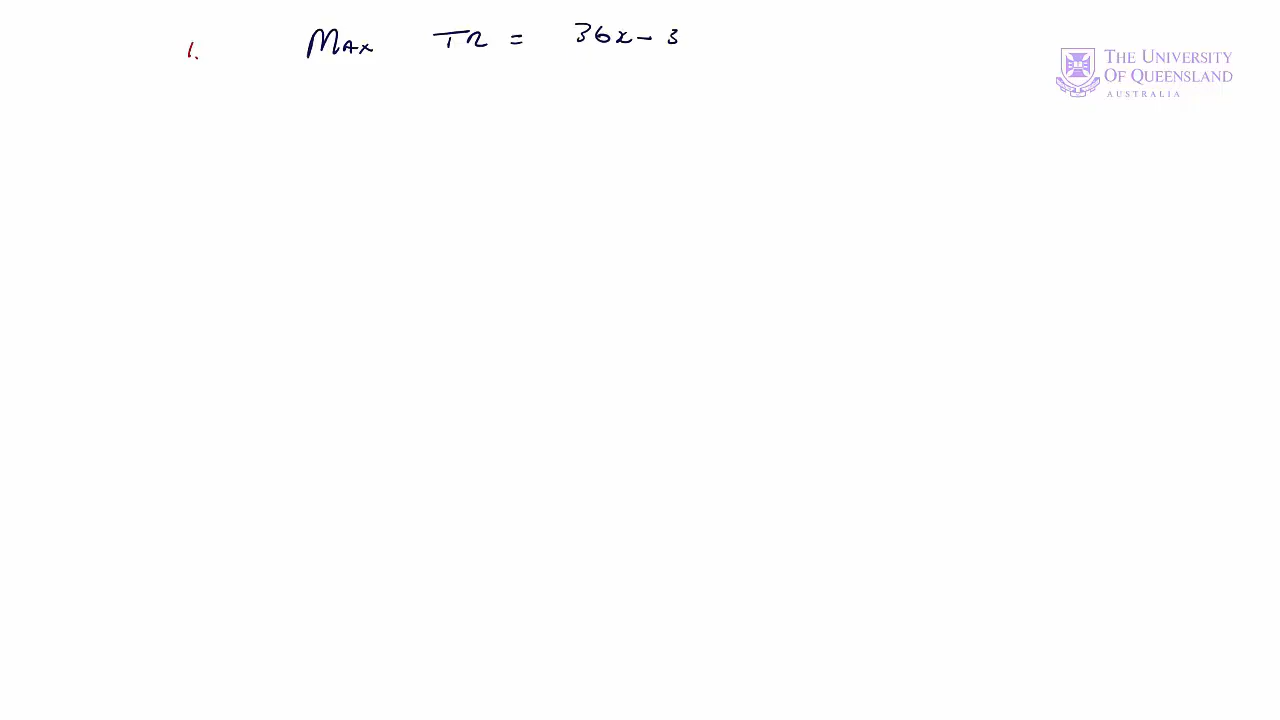 1. MAX TR = 36x - 3
THE UNIVERSITY
OF QUEENSLAND
AUSTRALIA